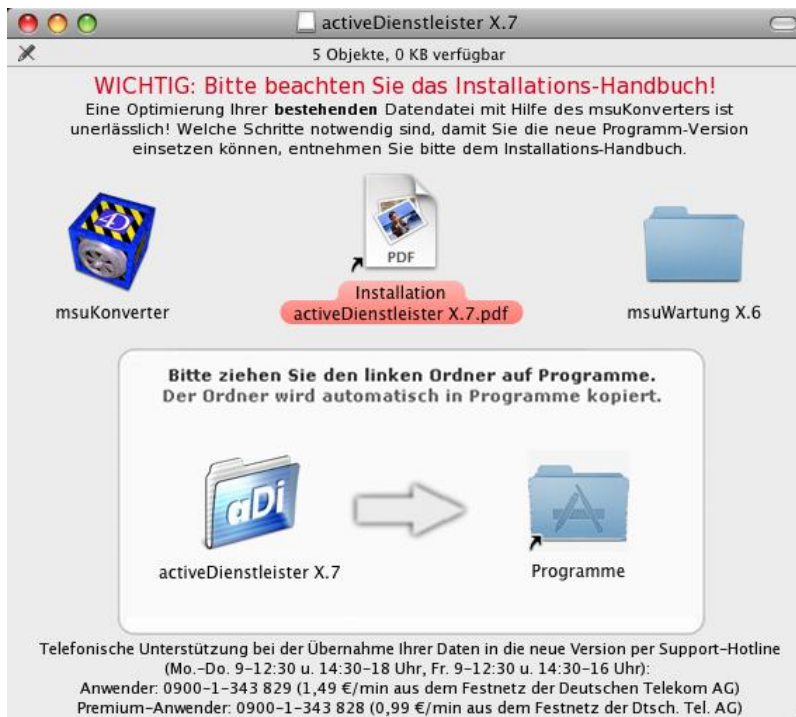 activeDienstleister X.7
5 Objekte, 0 KB verfügbar
WICHTIG: Bitte beachten Sie das Installations-Handbuch!
Eine Optimierung Ihrer bestehenden Datendatei mit Hilfe des msuKonverters ist
unerlässlich! Welche Schritte notwendig sind, damit Sie die neue Programm-Version
einsetzen können, entnehmen Sie bitte dem Installations-Handbuch.
4D
PDF
msuKonverter
Installation
activeDienstleister X.7.pdf
msuWartung X.6
Bitte ziehen Sie den linken Ordner auf Programme.
Der Ordner wird automatisch in Programme kopiert.
aDi
activeDienstleister X.7
Programme
Telefonische Unterstützung bei der Übernahme Ihrer Daten in die neue Version per Support-Hotline
(Mo.-Do. 9-12:30 u. 14:30-18 Uhr, Fr. 9-12:30 u. 14:30-16 Uhr):
Anwender: 0900-1-343 829 (1,49 €/min aus dem Festnetz der Deutschen Telekom AG)
Premium-Anwender: 0900-1-343 828 (0,99 €/min aus dem Festnetz der Dtsch. Tel. AG)